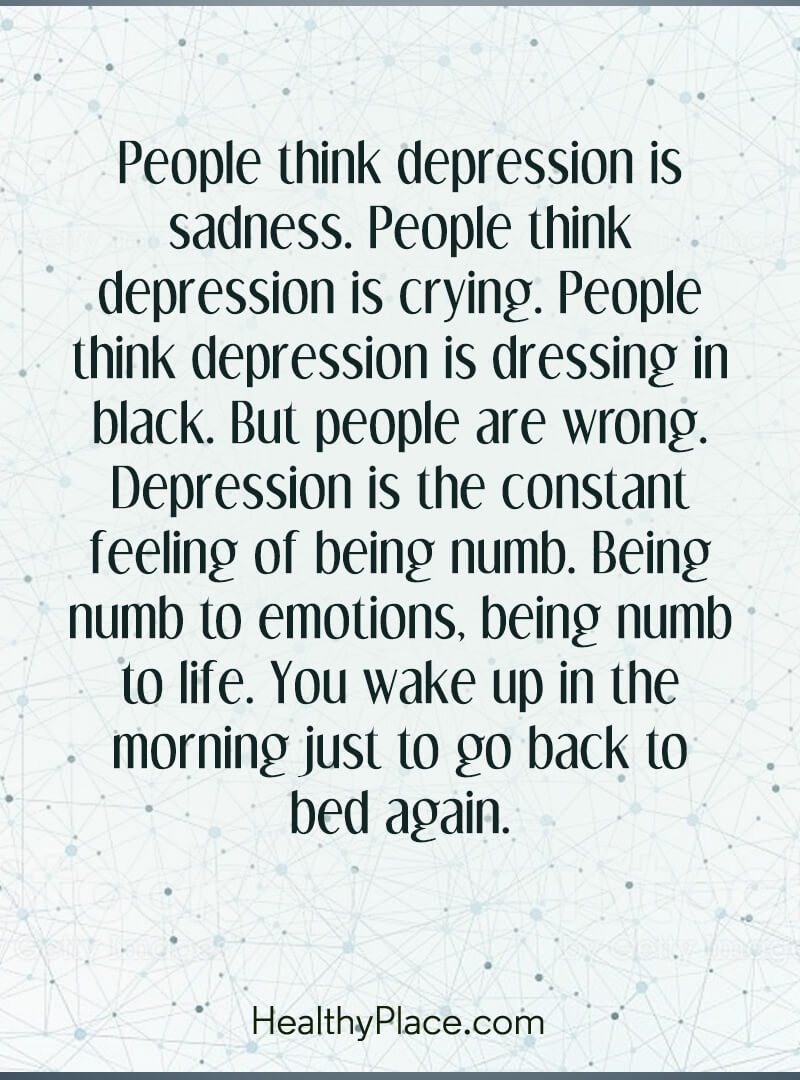 People think depression is
sadness. People think
depression is crying. People
think depression is dressing in
black. But people are wrong.
Depression is the constant
feeling of being numb. Being
numb to emotions, being numb
to life. You wake up in the
morning just to go back to
bed again.
HealthyPlace.com